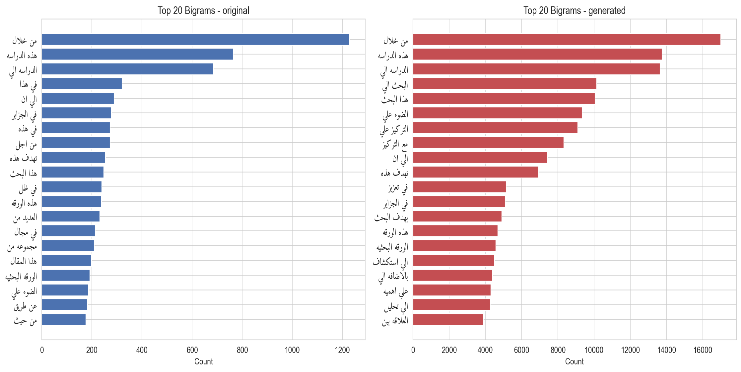 Top 20 Bigrams - original
من خلال
هذه الدراسه
الدراسه الي
في هذا
الي ان
في الجزاير
في هذه
من اجل
تهدف هذه
هذا البحث
في ظل
هذه الورقه
العديد من
في مجال
مجموعه من
هذا المقال
الورقه البحثيه
الضوء علي
عن طريق
من حيث
0 200 400 600 800 1000 1200
Count
Top 20 Bigrams - generated
من خلال
هذه الدراسه
الدراسه الي
البحث الي
هذا البحث
الضوء علي
التركيز علي
مع التركيز
الي ان
تهدف هذه
في تعزيز
في الجزاير
يهدف البحث
هذه الورقه
الورقه البحثيه
الي استكشاف
بالاضافه الي
علي اهميه
الي تحليل
العلاقه بين
0 2000 4000 6000 8000 10000 12000 14000 16000
Count